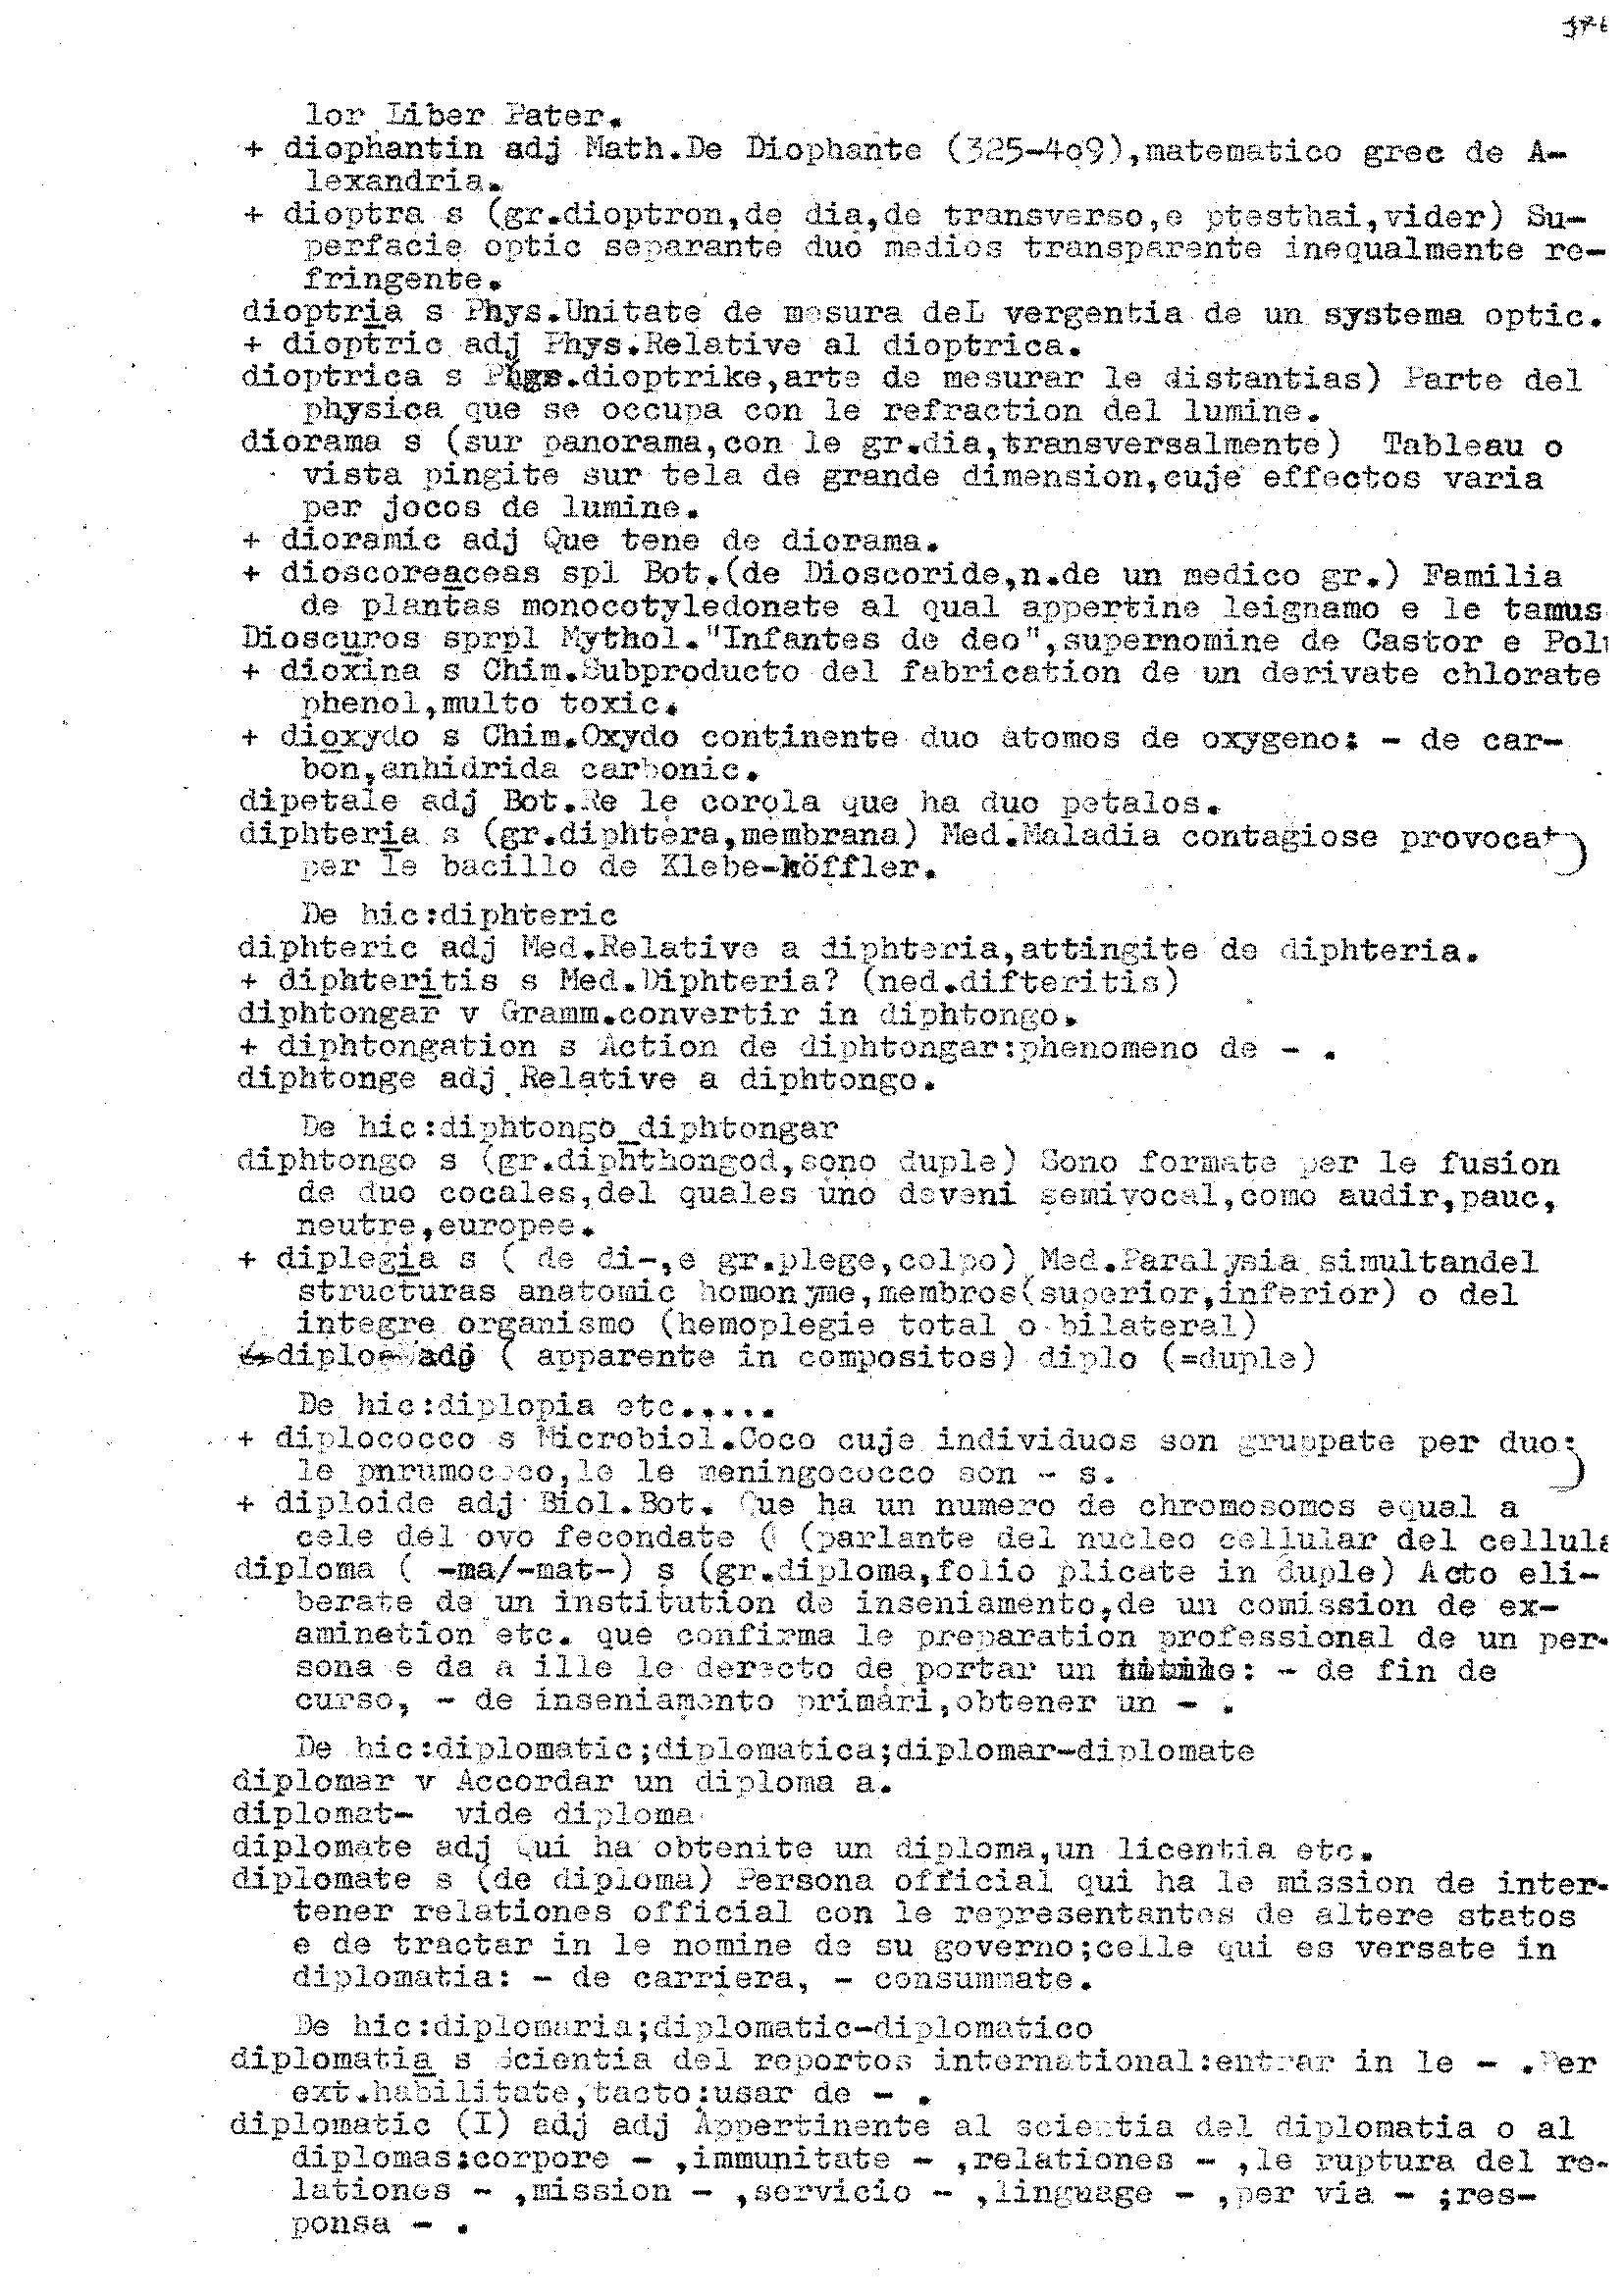 376
lor Liber Pater.
+ diophantin adj Math.De Diophante (325-409),matematico grec de A-
lexandria.
+ dioptra s (gr.dioptron,de dia,de transverso,e ptesthai,vider) Su-
perfacie optic separante duo medios transparente inequalmente re-
fringente.
dioptria s Phys.Unitate de mesura deL vergentia de un systema optic.
+ dioptric adj Phys.Relative al dioptrica.
dioptrica s Phgs.dioptrike,arte de mesurar le distantias) Parte del
physica que se occupa con le refraction del lumine.
diorama s (sur panorama,con le gr.dia,transversalmente) Tableau o
vista pingite sur tela de grande dimension,cuje effectos varia
per jocos de lumine.
+ dioramic adj Que tene de diorama.
+ dioscoreaceas spl Bot.(de Dioscoride,n.de un medico gr.) Familia
de plantas monocotyledonate al qual appertine leignamo e le tamus
Dioscuros sprpl Mythol."Infantes de deo",supernomine de Castor e Pol
+ dioxina s Chim.Subproducto del fabrication de un derivate chlorate
phenol,multo toxic.
+ dioxydo s Chim.Oxydo continente duo atomos de oxygeno: - de car-
bon,anhidrida carbonic.
dipetale adj Bot.Re le corola que ha duo petalos.
diphteria s (gr.diphtera,membrana) Med.Maladia contagiose provocat
per le bacillo de Klebe-köffler.
De hic:diphteric
diphteric adj Med.Relative a diphteria,attingite de diphteria.
+ diphteritis s Med.Diphteria? (ned.difteritis)
diphtongar v Gramm.convertir in diphtongo.
+ diphtongation s Action de diphtongar:phenomeno de - .
diphtonge adj Relative a diphtongo.
De hic:diphtongo_diphtongar
diphtongo s (gr.diphthongod,sono duple) Sono formate per le fusion
de duo cocales,del quales uno deveni semivocal,como audir,pauc,
neutre,europee.
+ diplegia s ( de di-,e gr.plege,colpo) Med.Paralysia simultandel
structuras anatomic homonyme,membros(superior,inferior) o del
integre organismo (hemoplegie total o bilateral)
diplo- adj ( apparente in compositos) diplo (=duple)
De hic:diplopia etc.....
+ diplococco s Microbiol.Coco cuje individuos son gruppate per duo:
le pnrumococo,le le meningococco son - s.
+ diploide adj Biol.Bot. Que ha un numero de chromosomos equal a
cele del ovo fecondate ( (parlante del nucleo cellular del cellula
diploma ( -ma/-mat-) s (gr.diploma,folio plicate in duple) Acto eli-
berate de un institution de inseniamento,de un comission de ex-
aminetion etc. que confirma le preparation professional de un per-
sona e da a ille le derecto de portar un : - de fin de
curso, - de inseniamento primari,obtener un - .
De hic:diplomatic;diplomatica;diplomar-diplomate
diplomar v Accordar un diploma a.
diplomat- vide diploma
diplomate adj Qui ha obtenite un diploma,un licentia etc.
diplomate s (de diploma) Persona official qui ha le mission de inter-
tener relationes official con le representantes de altere statos
e de tractar in le nomine de su governo;celle qui es versate in
diplomatia: - de carriera, - consummate.
De hic:diplomaria;diplomatic-diplomatico
diplomatia s Scientia del reportos international:entrar in le - .Per
ext.habilitate,tacto:usar de - .
diplomatic (I) adj adj Appertinente al scientia del diplomatia o al
diplomas:corpore - ,immunitate - ,relationes - ,le ruptura del re-
lationes - ,mission - ,servicio - ,linguage - ,per via - ;res-
ponsa - .